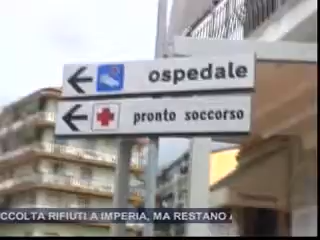 ospedale
pronto soccorso
CCOLTA RIFIUTI A IMPERIA, MA RESTANO